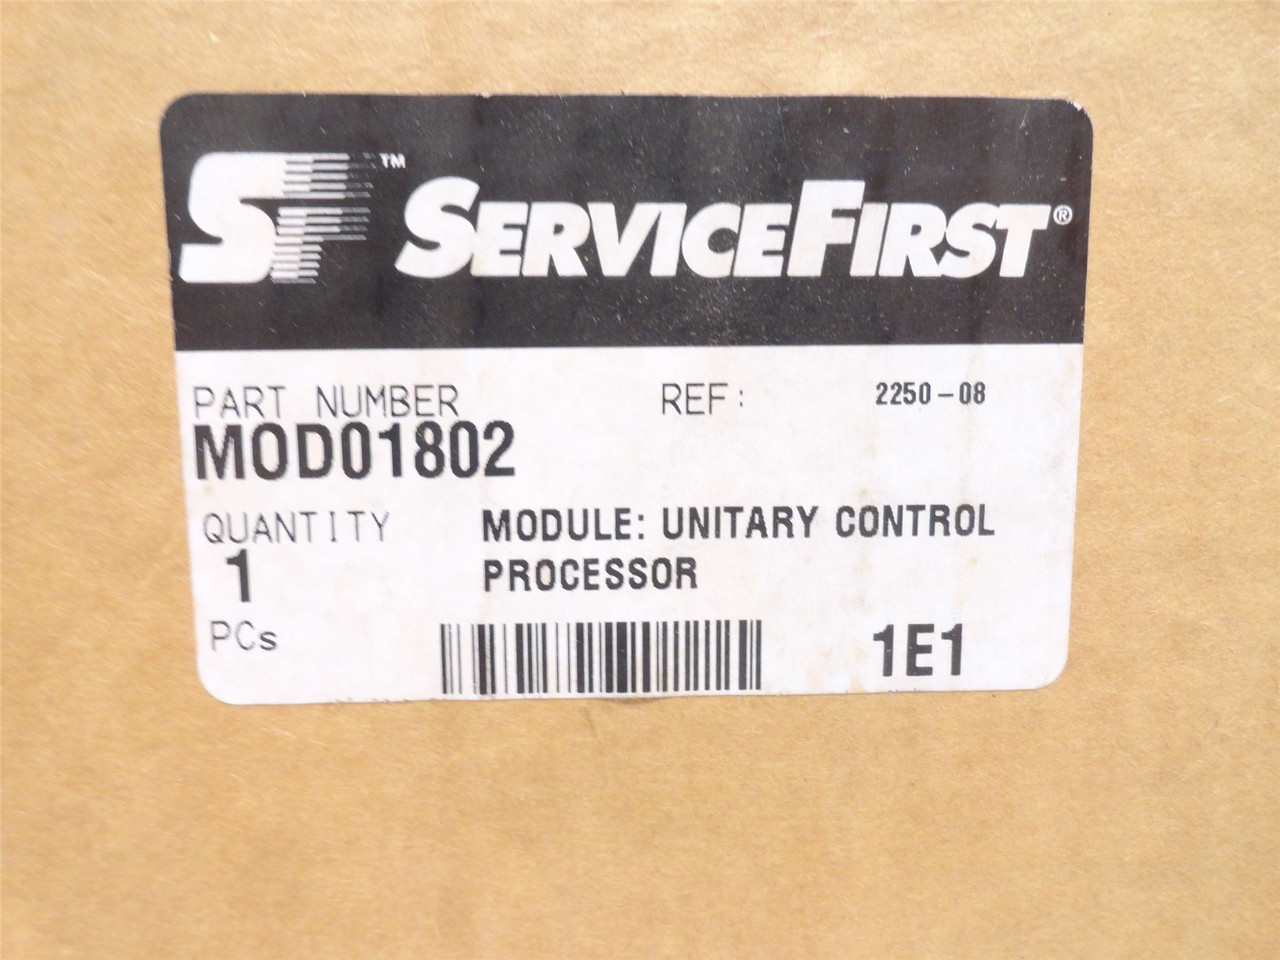 SF™ SERVICEFIRST®
PART NUMBER REF: 2250-08
MOD01802
QUANTITY MODULE: UNITARY CONTROL
1 PROCESSOR
PCs 1E1